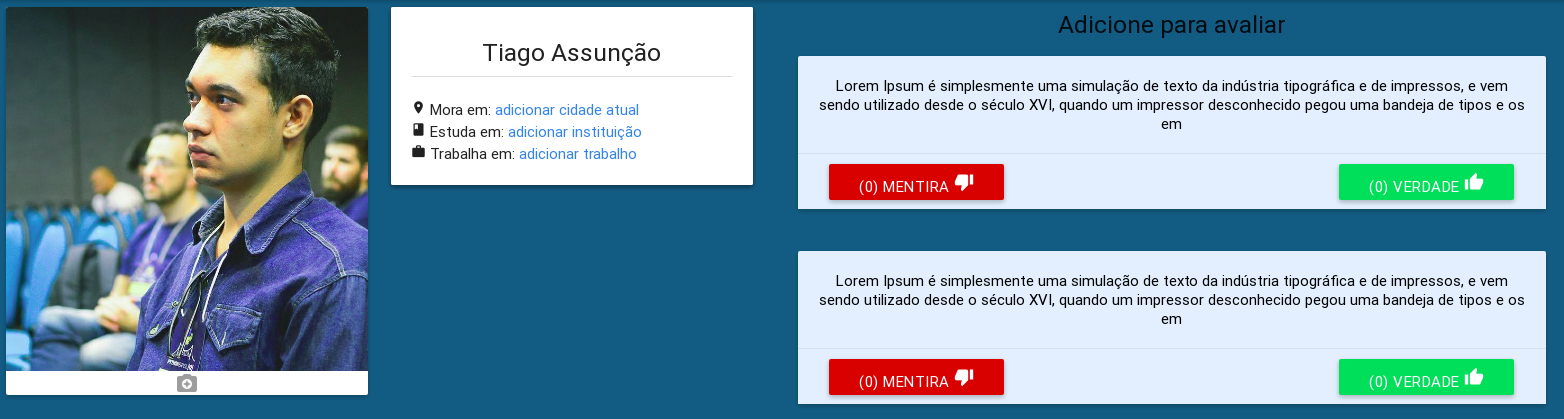 Tiago Assunção
Mora em: adicionar cidade atual
Estuda em: adicionar instituição
Trabalha em: adicionar trabalho
Adicione para avaliar
Lorem Ipsum é simplesmente uma simulação de texto da indústria tipográfica e de impressos, e vem
sendo utilizado desde o século XVI, quando um impressor desconhecido pegou uma bandeja de tipos e os
em
(0) MENTIRA
(0) VERDADE
Lorem Ipsum é simplesmente uma simulação de texto da indústria tipográfica e de impressos, e vem
sendo utilizado desde o século XVI, quando um impressor desconhecido pegou uma bandeja de tipos e os
em
(0) MENTIRA
(0) VERDADE